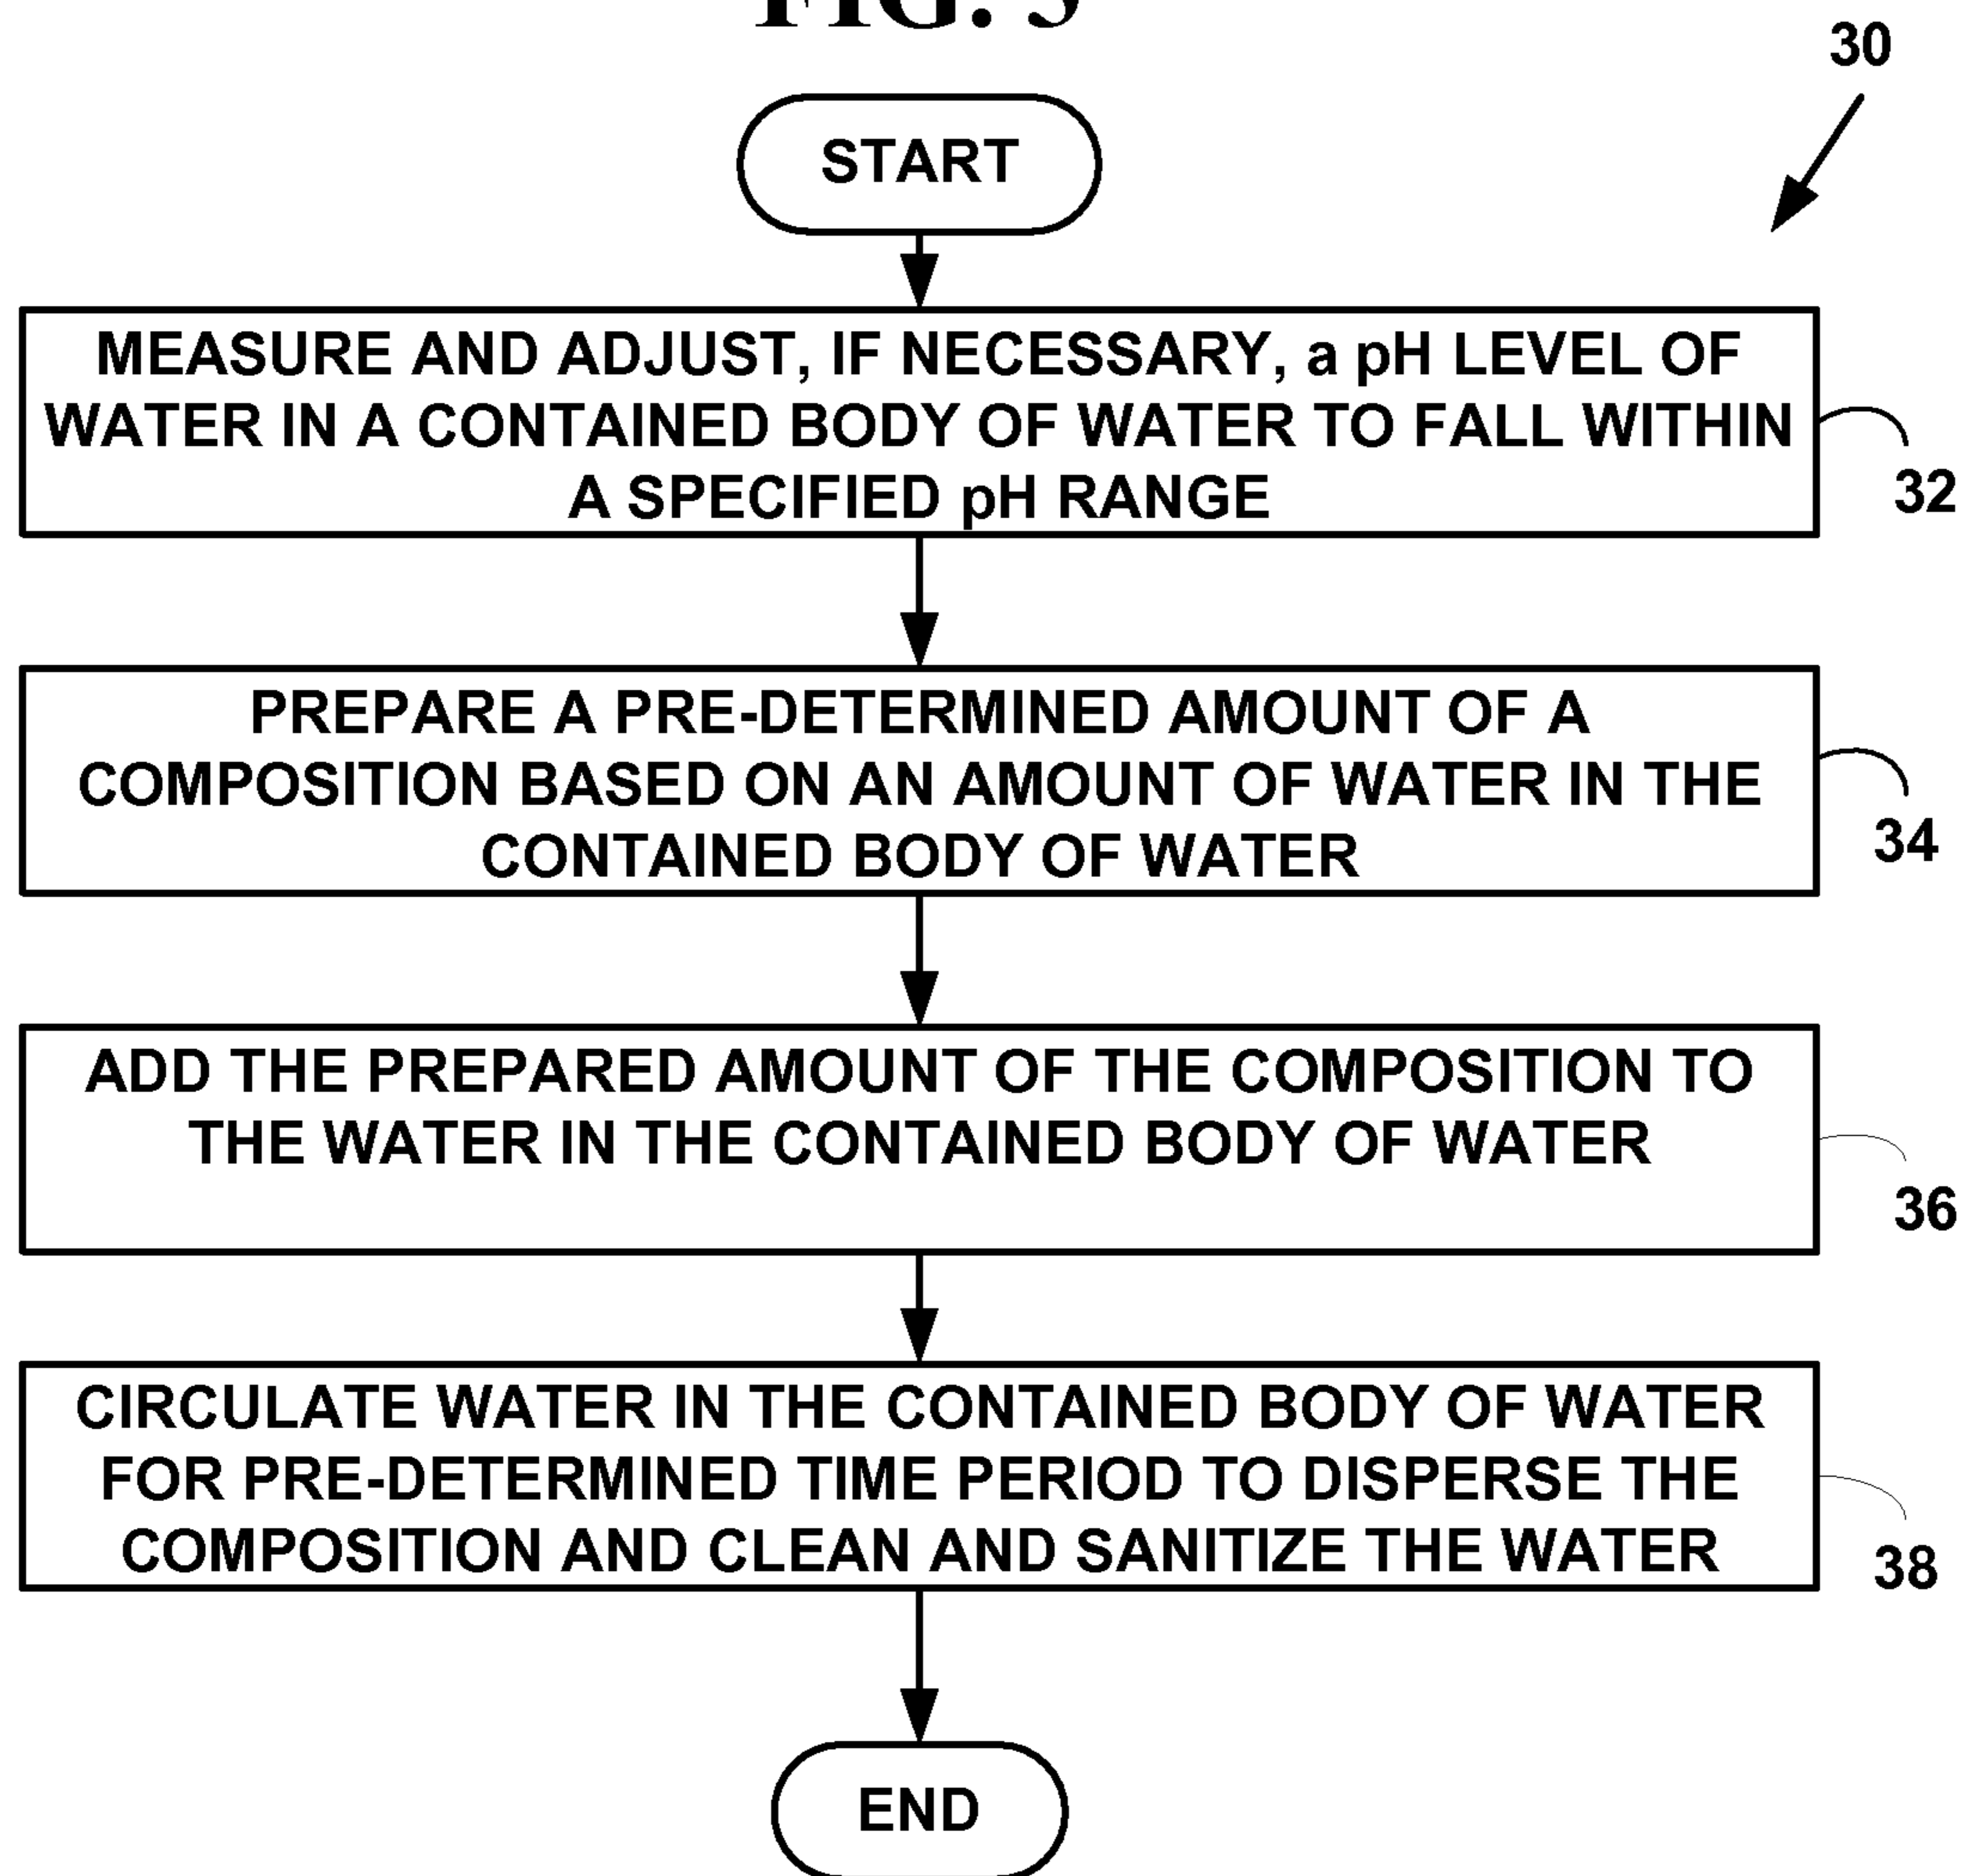 FIG.
30
START
MEASURE AND ADJUST, IF NECESSARY, a pH LEVEL OF
WATER IN A CONTAINED BODY OF WATER TO FALL WITHIN
A SPECIFIED pH RANGE
32
PREPARE A PRE-DETERMINED AMOUNT OF A
COMPOSITION BASED ON AN AMOUNT OF WATER IN THE
CONTAINED BODY OF WATER
34
ADD THE PREPARED AMOUNT OF THE COMPOSITION TO
THE WATER IN THE CONTAINED BODY OF WATER
36
CIRCULATE WATER IN THE CONTAINED BODY OF WATER
FOR PRE-DETERMINED TIME PERIOD TO DISPERSE THE
COMPOSITION AND CLEAN AND SANITIZE THE WATER
38
END